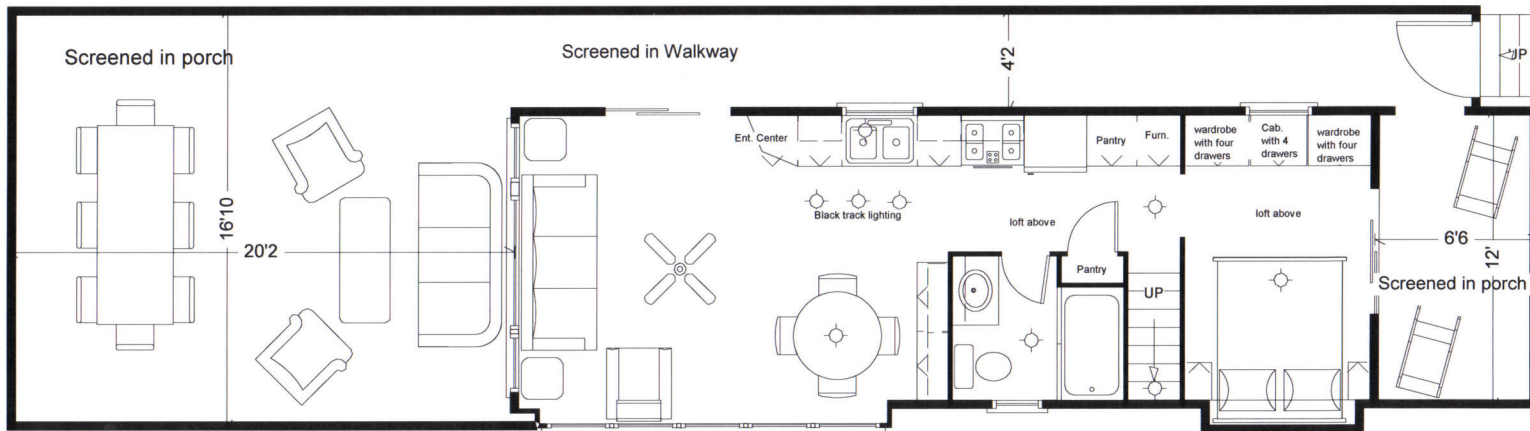 Screened in porch
Screened in Walkway
4'2
UP
Ent. Center
Pantry
Furn.
wardrobe
with four
drawers
Cab.
with 4
drawers
wardrobe
with four
drawers
16'10
20'2
Black track lighting
loft above
loft above
6'6
12'
Pantry
UP
Screened in porch